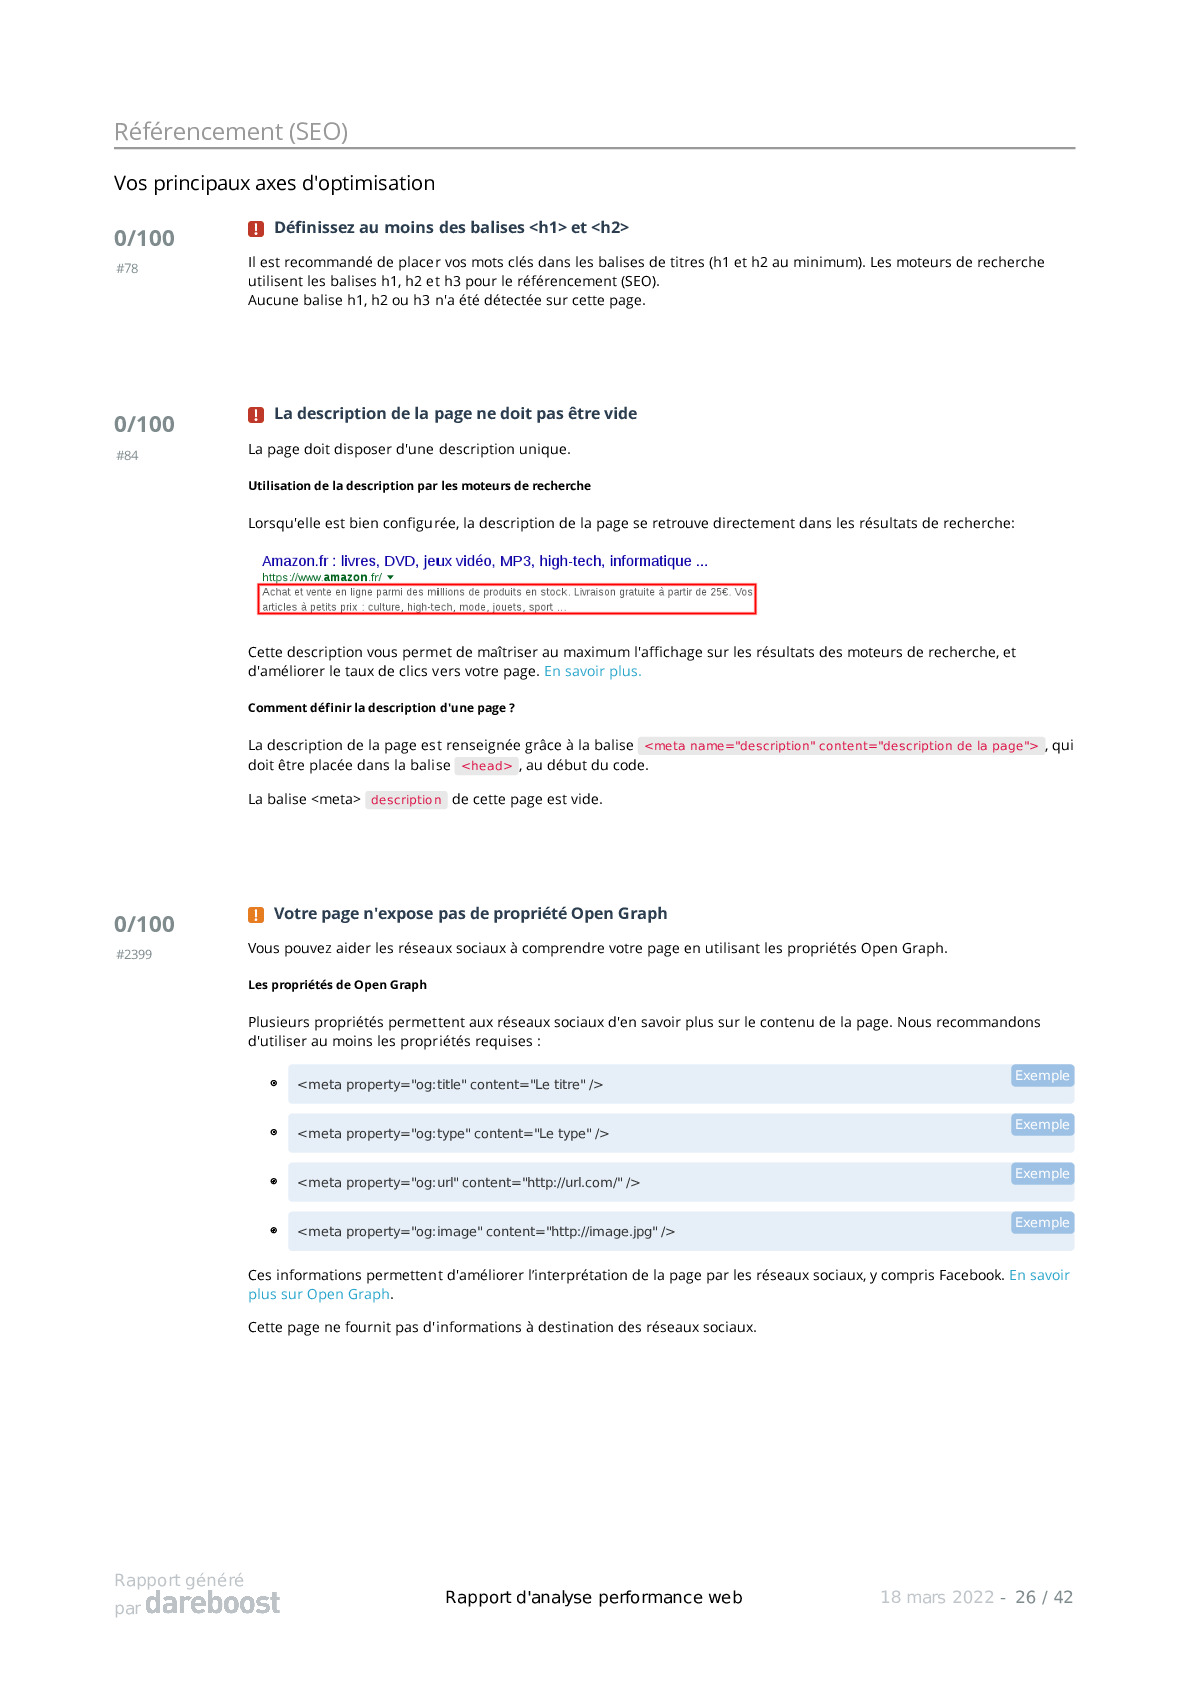 Référencement (SEO)
Vos principaux axes d'optimisation
0/100
#78
Définissez au moins des balises <h1> et <h2>
Il est recommandé de placer vos mots clés dans les balises de titres (h1 et h2 au minimum). Les moteurs de recherche
utilisent les balises h1, h2 et h3 pour le référencement (SEO).
Aucune balise h1, h2 ou h3 n'a été détectée sur cette page.
0/100
#84
La description de la page ne doit pas être vide
La page doit disposer d'une description unique.
Utilisation de la description par les moteurs de recherche
Lorsqu'elle est bien configurée, la description de la page se retrouve directement dans les résultats de recherche:
Amazon.fr : livres, DVD, jeux vidéo, MP3, high-tech, informatique ...
https://www.amazon.fr/
Achat et vente en ligne parmi des millions de produits en stock. Livraison gratuite à partir de 25€. Vos
articles à petits prix : culture, high-tech, mode, jouets, sport ...
Cette description vous permet de maîtriser au maximum l'affichage sur les résultats des moteurs de recherche, et
d'améliorer le taux de clics vers votre page. En savoir plus.
Comment définir la description d'une page ?
La description de la page est renseignée grâce à la balise <meta name="description" content="description de la page"> , qui
doit être placée dans la balise <head> , au début du code.
La balise <meta> description de cette page est vide.
0/100
#2399
Votre page n'expose pas de propriété Open Graph
Vous pouvez aider les réseaux sociaux à comprendre votre page en utilisant les propriétés Open Graph.
Les propriétés de Open Graph
Plusieurs propriétés permettent aux réseaux sociaux d'en savoir plus sur le contenu de la page. Nous recommandons
d'utiliser au moins les propriétés requises :
<meta property="og:title" content="Le titre" />
Exemple
<meta property="og:type" content="Le type" />
Exemple
<meta property="og:url" content="http://url.com/" />
Exemple
<meta property="og:image" content="http://image.jpg" />
Exemple
Ces informations permettent d'améliorer l’interprétation de la page par les réseaux sociaux, y compris Facebook. En savoir
plus sur Open Graph.
Cette page ne fournit pas d'informations à destination des réseaux sociaux.
Rapport généré
par dareboost
Rapport d'analyse performance web
18 mars 2022 - 26 / 42